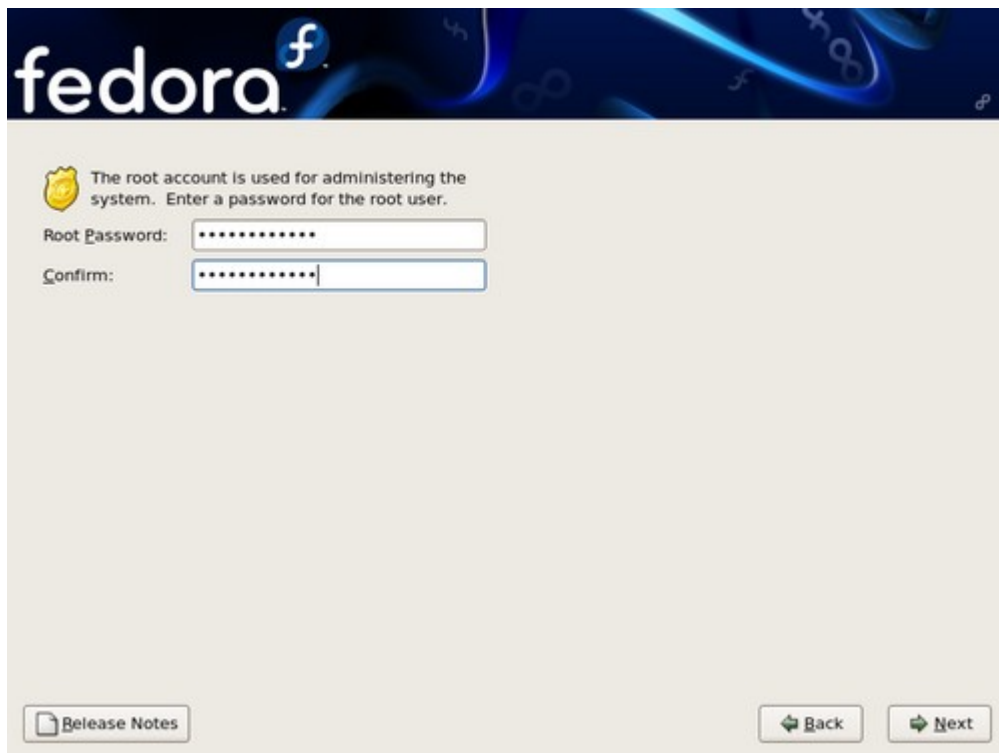 fedora
The root account is used for administering the
system. Enter a password for the root user.
Root Password: ••••••••••••
Confirm: ••••••••••••
Release Notes
Back
Next